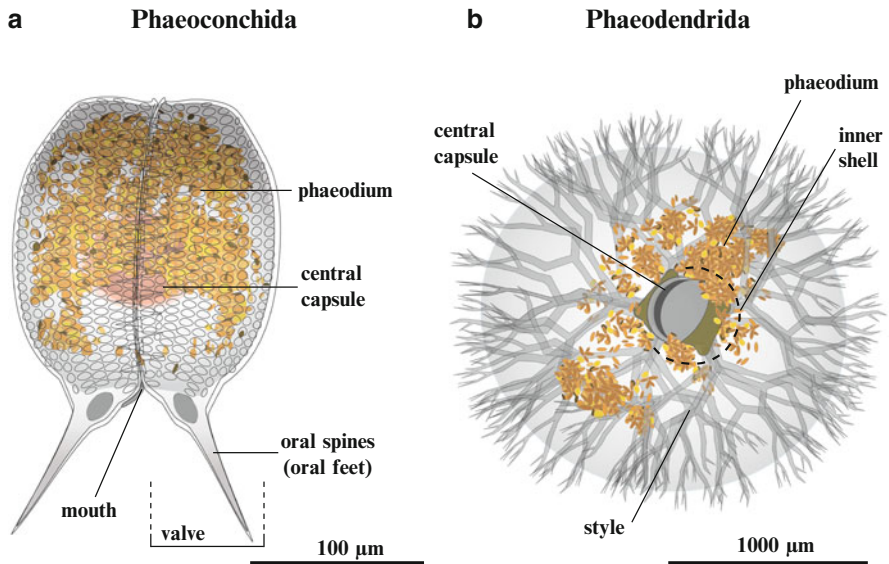 a
Phaeoconchida
phaeodium
central
capsule
oral spines
(oral feet)
mouth
valve
100 µm
b
Phaeodendrida
phaeodium
central
capsule
inner
shell
style
1000 µm